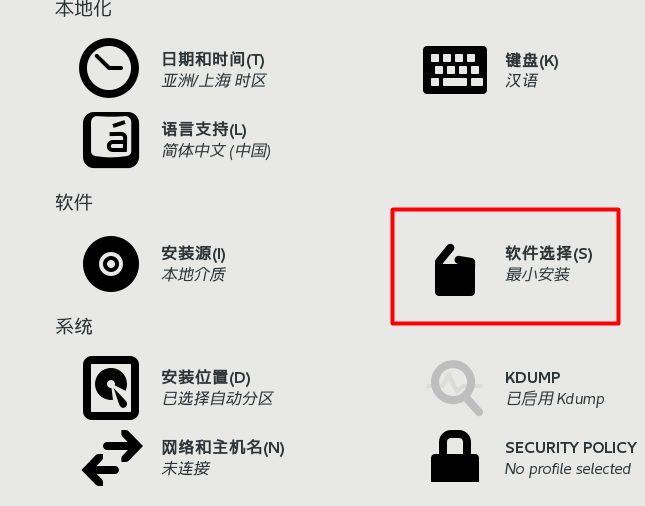 本地化
日期和时间(T)
亚洲/上海 时区
键盘(K)
汉语
á
语言支持(L)
简体中文 (中国)
软件
安装源(I)
本地介质
软件选择(S)
最小安装
系统
安装位置(D)
已选择自动分区
KDUMP
已启用 Kdump
网络和主机名(N)
未连接
SECURITY POLICY
No profile selected